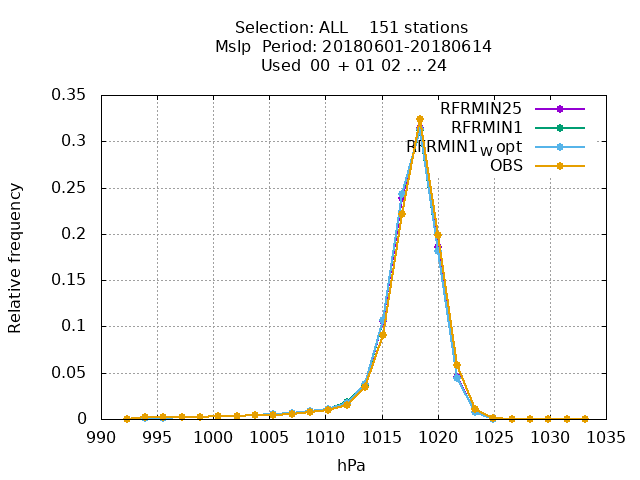 Selection: ALL    151 stations
Mslp  Period: 20180601-20180614
Used  00 + 01 02 ... 24
0.35
0.3
0.25
0.2
0.15
0.1
0.05
0
Relative frequency
RFRMIN25
RFRMIN1
RFRMIN1W opt
OBS
990 995 1000 1005 1010 1015 1020 1025 1030 1035
hPa